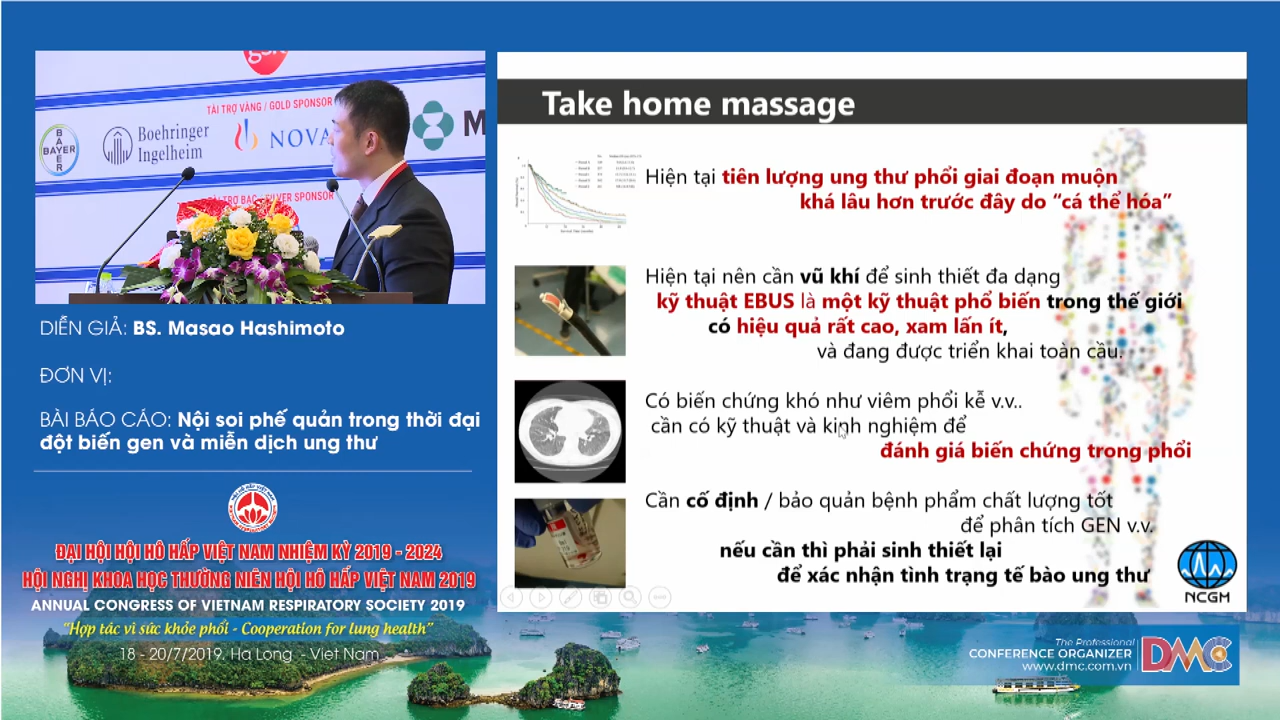 gsk
TÀI TRỢ VÀNG / GOLD SPONSOR
BAYER
BAYER
Boehringer
Ingelheim
NOVA
M
TÀI TRỢ BẠC / SILVER SPONSOR
DIỄN GIẢ: BS. Masao Hashimoto
ĐƠN VỊ:
BÀI BÁO CÁO: Nội soi phế quản trong thời đại
đột biến gen và miễn dịch ung thư
ĐẠI HỘI HỘI HÔ HẤP VIỆT NAM NHIỆM KỲ 2019 - 2024
HỘI NGHỊ KHOA HỌC THƯỜNG NIÊN HỘI HÔ HẤP VIỆT NAM 2019
ANNUAL CONGRESS OF VIETNAM RESPIRATORY SOCIETY 2019
“Hợp tác vì sức khỏe phổi - Cooperation for lung health”
18 - 20/7/2019. Ha Long - Viet Nam
Take home massage
Hiện tại tiên lượng ung thư phổi giai đoạn muộn
khá lâu hơn trước đây do “cá thể hóa”
Hiện tại nên cần vũ khí để sinh thiết đa dạng
kỹ thuật EBUS là một kỹ thuật phổ biến trong thế giới
có hiệu quả rất cao, xam lấn ít,
và đang được triển khai toàn cầu.
Có biến chứng khó như viêm phổi kẽ v.v..
cần có kỹ thuật và kinh nghiệm để
đánh giá biến chứng trong phổi
Cần cố định / bảo quản bệnh phẩm chất lượng tốt
để phân tích GEN v.v.
nếu cần thì phải sinh thiết lại
để xác nhận tình trạng tế bào ung thư
NCGM
The Professional
CONFERENCE ORGANIZER
www.dmc.com.vn
DMC